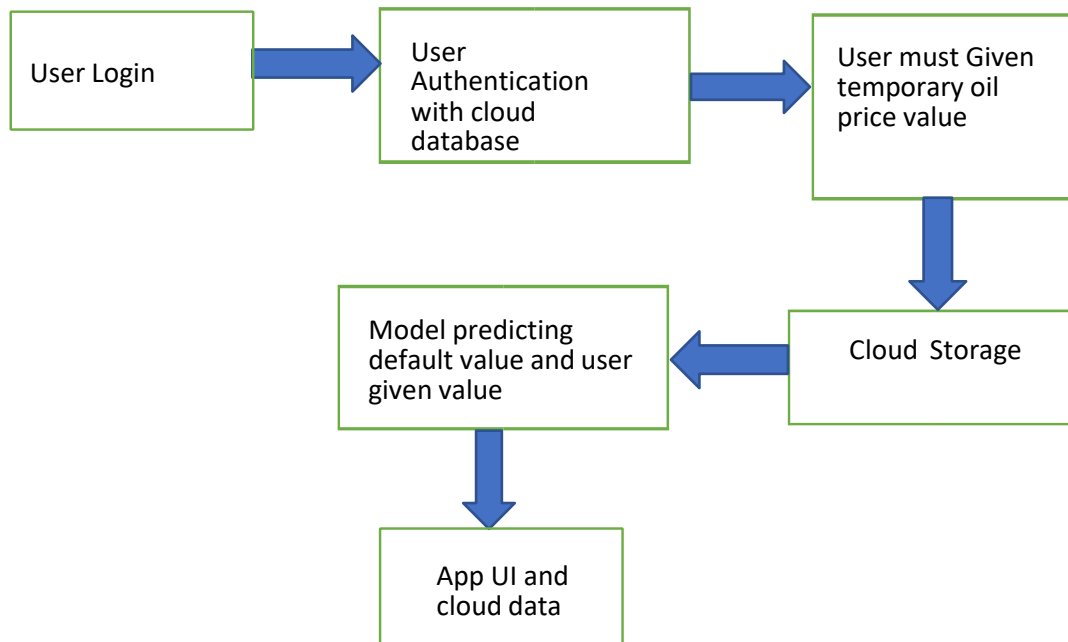 User Login
User
Authentication
with cloud
database
User must Given
temporary oil
price value
Cloud Storage
Model predicting
default value and user
given value
App UI and
cloud data